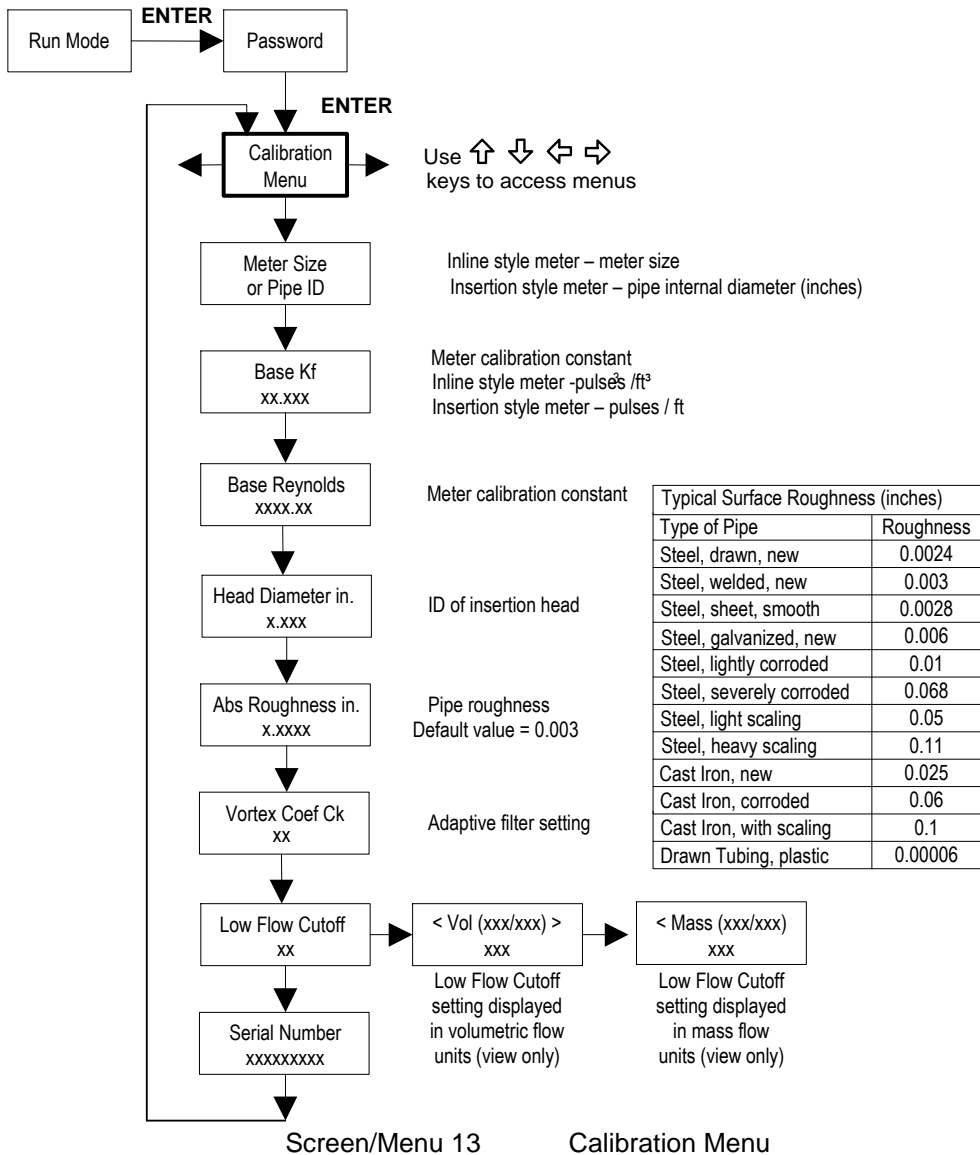 ENTER
Run Mode
Password
ENTER
Calibration
Menu
Use
keys to access menus
Meter Size
or Pipe ID
Inline style meter – meter size
Insertion style meter – pipe internal diameter (inches)
Base Kf
xx.xxx
Meter calibration constant
Inline style meter -pulses³ /ft³
Insertion style meter – pulses / ft
Base Reynolds
xxxx.xx
Meter calibration constant
Head Diameter in.
x.xxx
ID of insertion head
Abs Roughness in.
x.xxxx
Pipe roughness
Default value = 0.003
Vortex Coef Ck
xx
Adaptive filter setting
Typical Surface Roughness (inches)
Type of Pipe Roughness
Steel, drawn, new 0.0024
Steel, welded, new 0.003
Steel, sheet, smooth 0.0028
Steel, galvanized, new 0.006
Steel, lightly corroded 0.01
Steel, severely corroded 0.068
Steel, light scaling 0.05
Steel, heavy scaling 0.11
Cast Iron, new 0.025
Cast Iron, corroded 0.06
Cast Iron, with scaling 0.1
Drawn Tubing, plastic 0.00006
Low Flow Cutoff
xx
< Vol (xxx/xxx) >
xxx
Low Flow Cutoff
setting displayed
in volumetric flow
units (view only)
< Mass (xxx/xxx)
xxx
Low Flow Cutoff
setting displayed
in mass flow
units (view only)
Serial Number
xxxxxxxxx
Screen/Menu 13 Calibration Menu